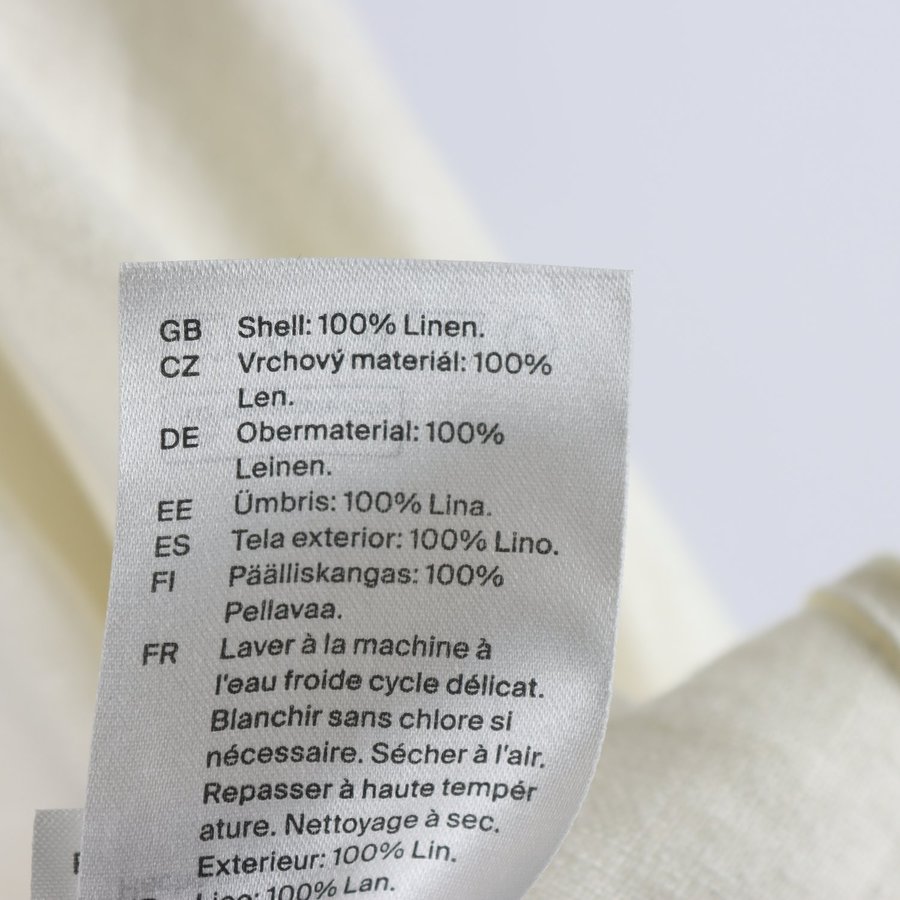 GB Shell: 100% Linen.
CZ Vrchový materiál: 100%
Len.
DE Obermaterial: 100%
Leinen.
EE Ümbris: 100% Lina.
ES Tela exterior: 100% Lino.
FI Päälliskangas: 100%
Pellavaa.
FR Laver à la machine à
l'eau froide cycle délicat.
Blanchir sans chlore si
nécessaire. Sécher à l'air.
Repasser à haute tempér
ature. Nettoyage à sec.
Exterieur: 100% Lin.
100% Lan.